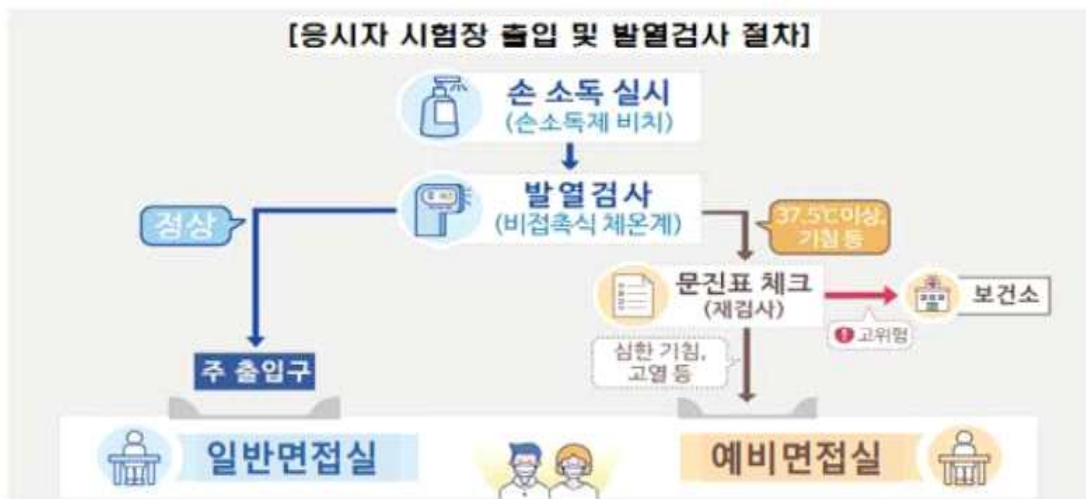 [응시자 시험장 출입 및 발열검사 절차]
손 소독 실시
(손소독제 비치)
발열검사
(비접촉식 체온계)
정상
37.5℃이상,
기침 등
문진표 체크
(재검사)
보건소
고위험
심한 기침,
고열 등
주 출입구
일반면접실
예비면접실